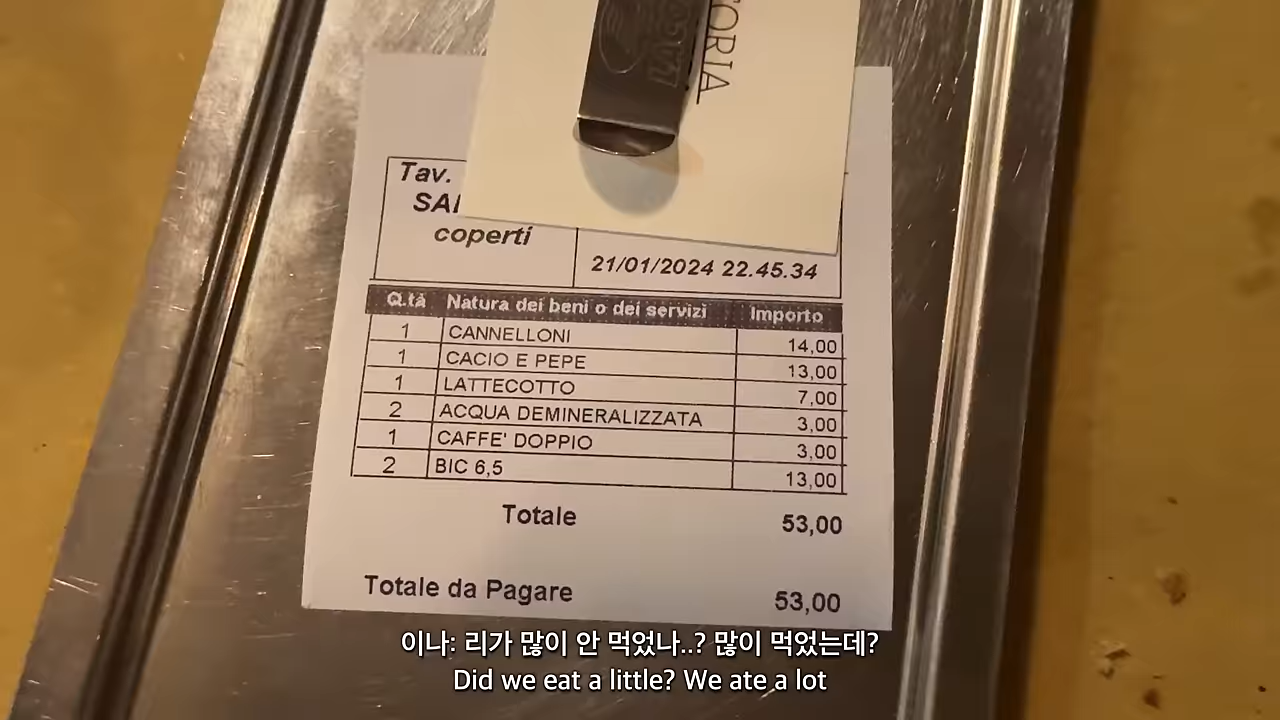 TORIA
Tav.
coperti
21/01/2024 22.45.34
Q.tà Natura dei beni o dei servizi Importo
1 CANNELLONI 14,00
1 CACIO E PEPE 13,00
1 LATTECOTTO 7,00
2 ACQUA DEMINERALIZZATA 3,00
1 CAFFE' DOPPIO 3,00
2 BIC 6,5 13,00
Totale 53,00
Totale da Pagare 53,00
이나: 리가 많이 안 먹었나..? 많이 먹었는데?
Did we eat a little? We ate a lot